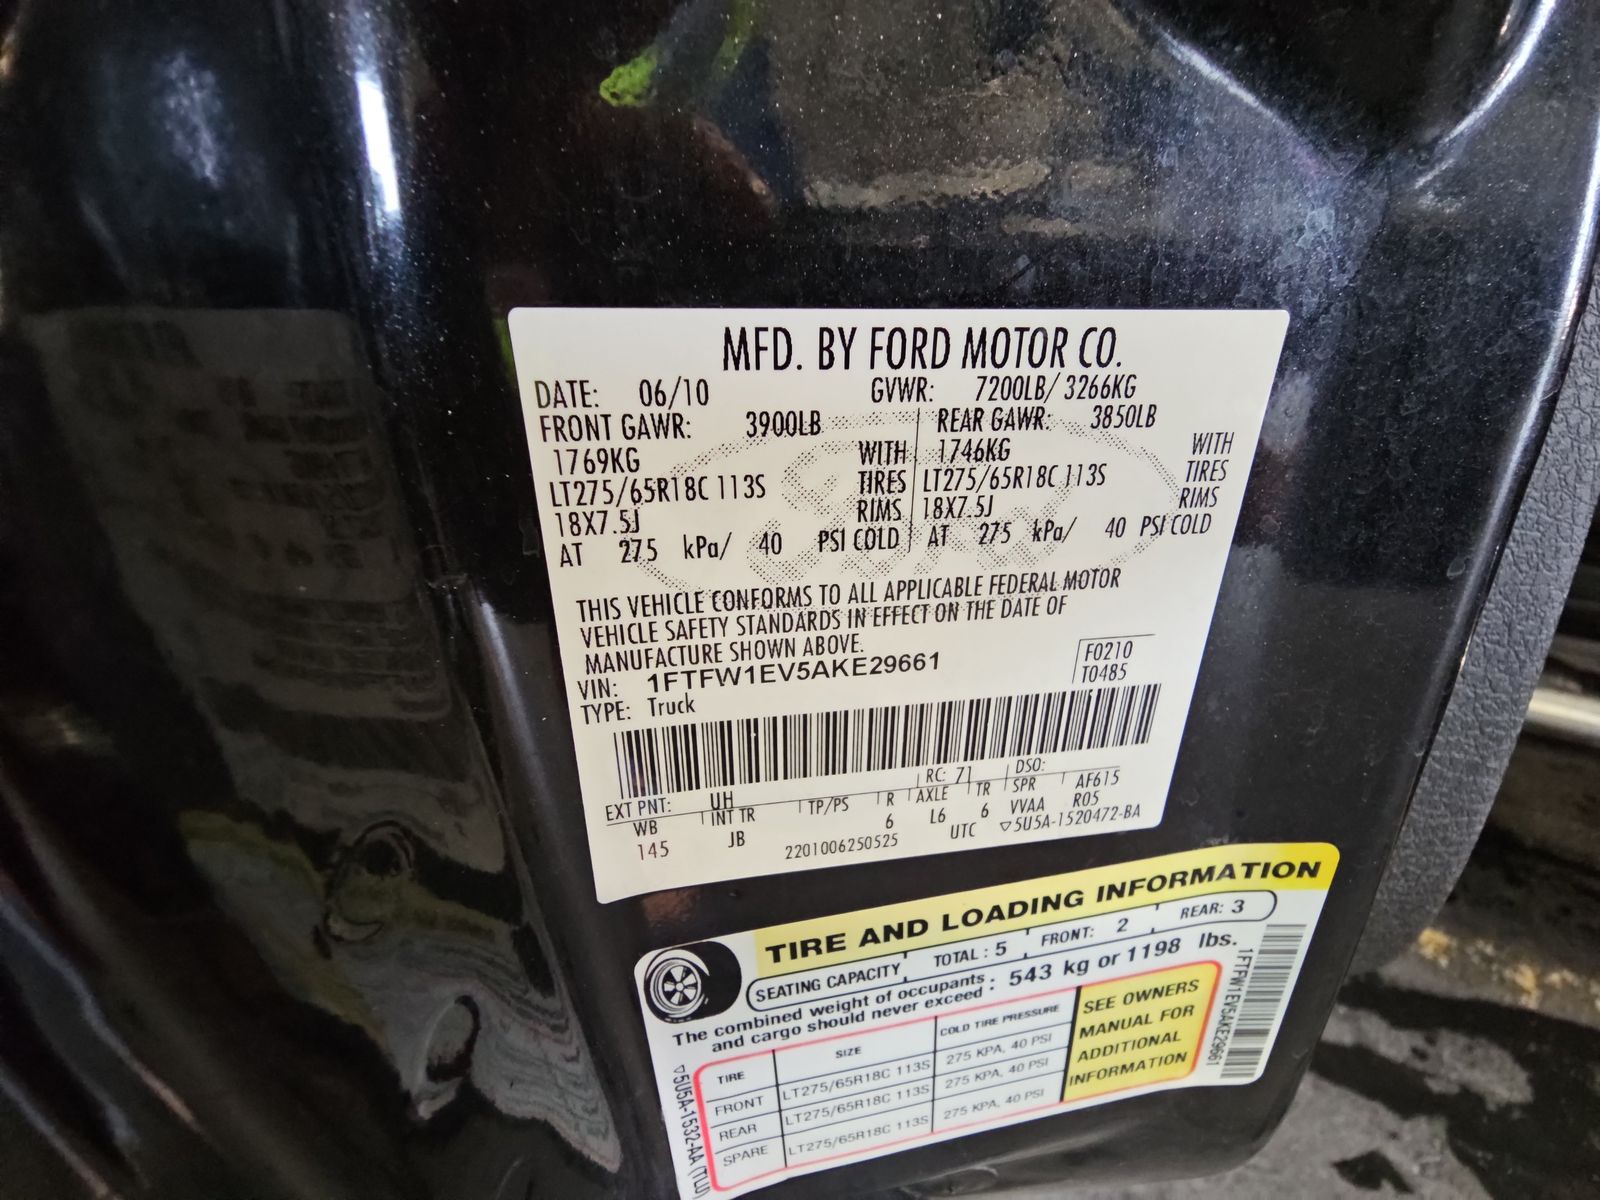 MFD. BY FORD MOTOR CO.
DATE: 06/10 GVWR: 7200LB/ 3266KG
FRONT GAWR: 3900LB REAR GAWR: 3850LB
1769KG WITH 1746KG WITH
LT275/65R18C 113S TIRES LT275/65R18C 113S TIRES
18X7.5J RIMS 18X7.5J RIMS
AT 275 kPa/ 40 PSI COLD AT 275 kPa/ 40 PSI COLD
THIS VEHICLE CONFORMS TO ALL APPLICABLE FEDERAL MOTOR
VEHICLE SAFETY STANDARDS IN EFFECT ON THE DATE OF
MANUFACTURE SHOWN ABOVE.
VIN: 1FTFW1EV5AKE29661 F0210
TYPE: Truck T0485
EXT PNT: UH RC: 71 DSO:
WB INT TR TP/PS R AXLE TR SPR AF615
145 JB 6 L6 6 VVAA R05
2201006250525 UTC ▽5U5A-1520472-BA
TIRE AND LOADING INFORMATION
SEATING CAPACITY TOTAL : 5 FRONT: 2 REAR: 3
The combined weight of occupants and cargo should never exceed : 543 kg or 1198 lbs.
TIRE SIZE COLD TIRE PRESSURE
FRONT LT275/65R18C 113S 275 KPA, 40 PSI
REAR LT275/65R18C 113S 275 KPA, 40 PSI
SPARE LT275/65R18C 113S 275 KPA, 40 PSI
SEE OWNERS
MANUAL FOR
ADDITIONAL
INFORMATION
1FTFW1EV5AKE29661
▽5U5A-1532-AA (TLU)